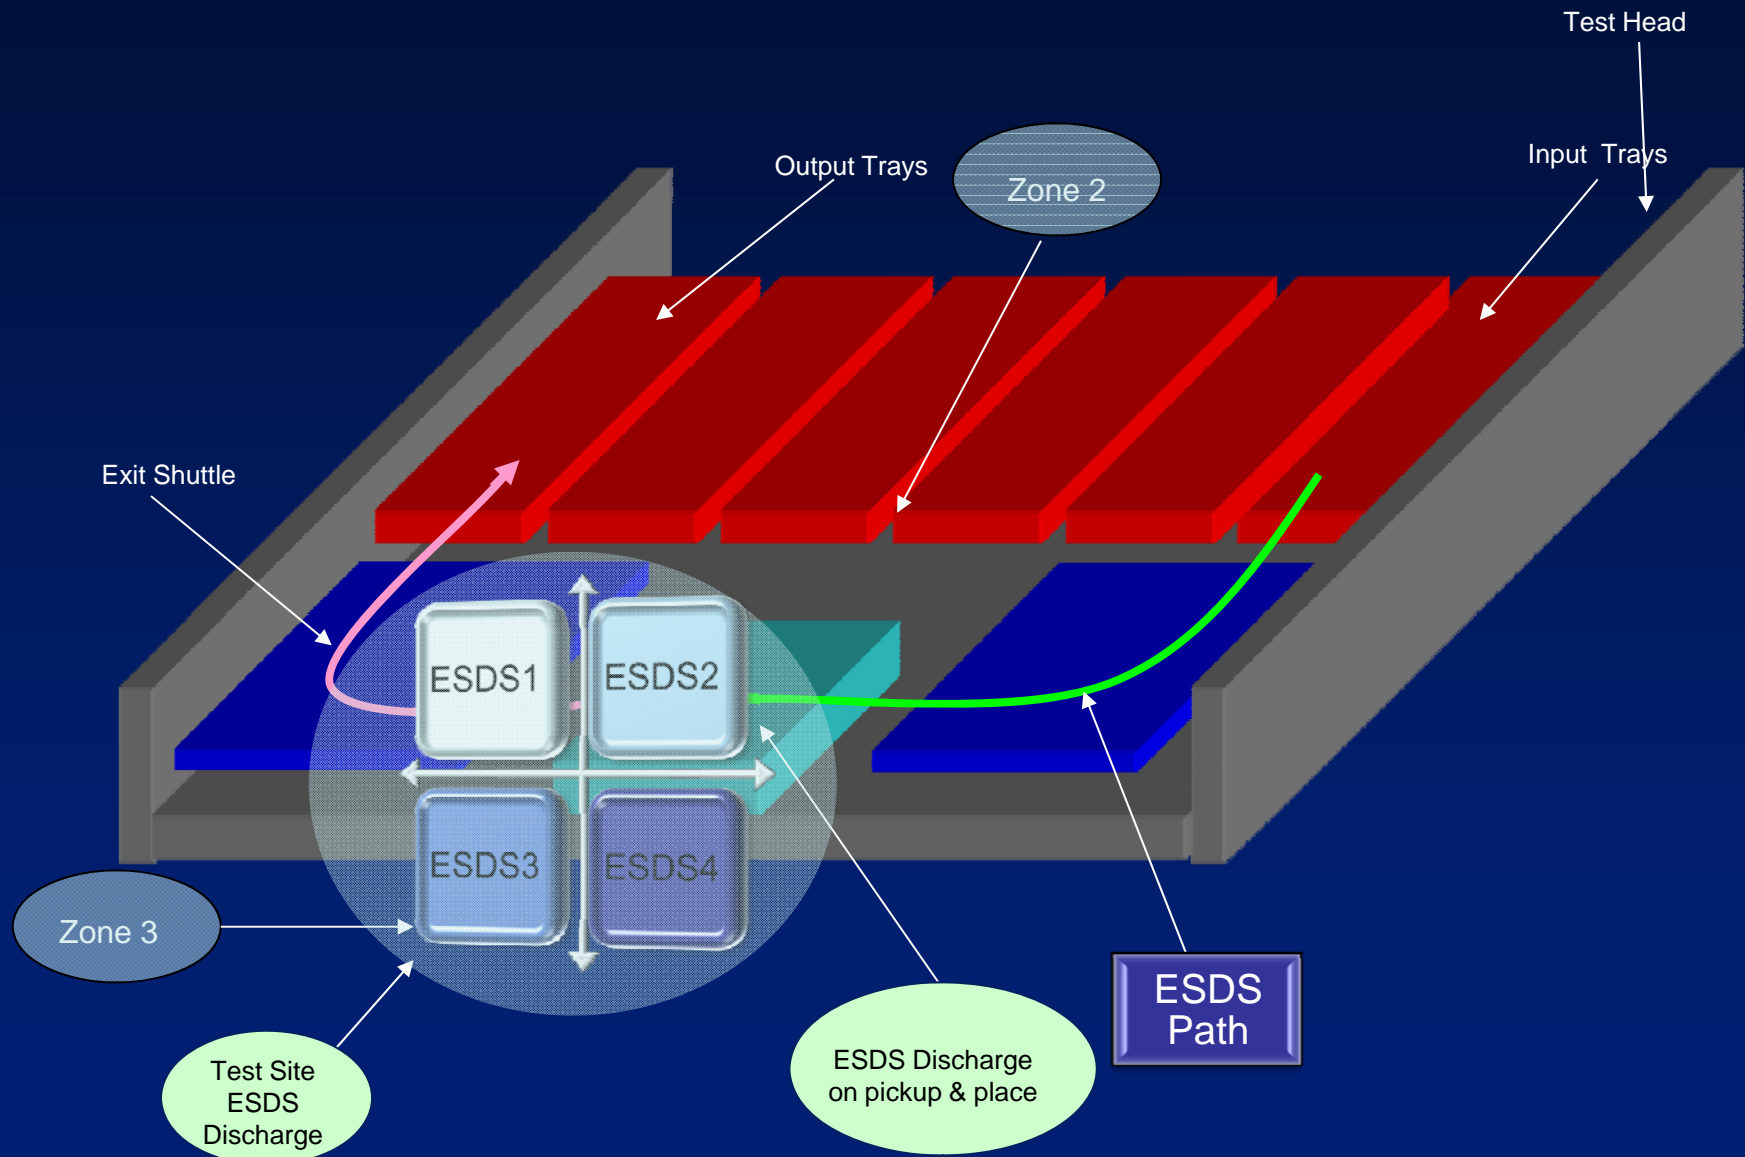 Test Head
Output Trays
Zone 2
Input  Trays
Exit Shuttle
ESDS1
ESDS2
ESDS3
ESDS4
Zone 3
ESDS
Path
ESDS Discharge
on pickup & place
Test Site
ESDS
Discharge